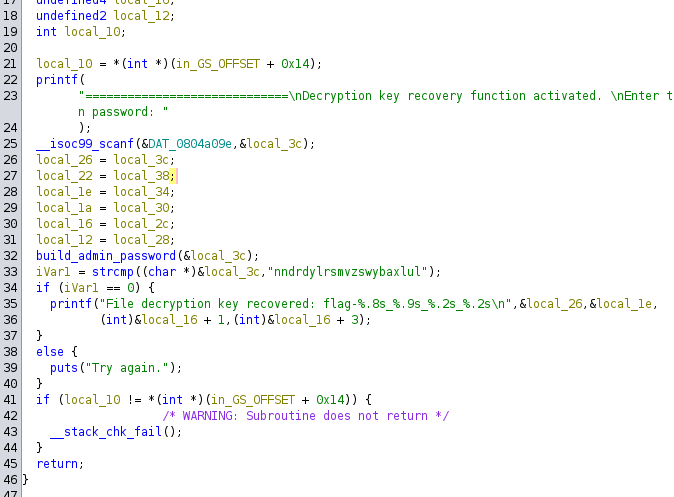 17 undefined4 local_16;
18 undefined2 local_12;
19 int local_10;
20
21 local_10 = *(int *)(in_GS_OFFSET + 0x14);
22 printf(
23 "=============================\nDecryption key recovery function activated. \nEnter t
n password: "
24 );
25 __isoc99_scanf(&DAT_0804a09e,&local_3c);
26 local_26 = local_3c;
27 local_22 = local_38;
28 local_1e = local_34;
29 local_1a = local_30;
30 local_16 = local_2c;
31 local_12 = local_28;
32 build_admin_password(&local_3c);
33 iVar1 = strcmp((char *)&local_3c,"nndrdylrsmvzswybaxlul");
34 if (iVar1 == 0) {
35 printf("File decryption key recovered: flag-%.8s_%.9s_%.2s_%.2s\n",&local_26,&local_1e,
36 (int)&local_16 + 1,(int)&local_16 + 3);
37 }
38 else {
39 puts("Try again.");
40 }
41 if (local_10 != *(int *)(in_GS_OFFSET + 0x14)) {
42 /* WARNING: Subroutine does not return */
43 __stack_chk_fail();
44 }
45 return;
46 }
47